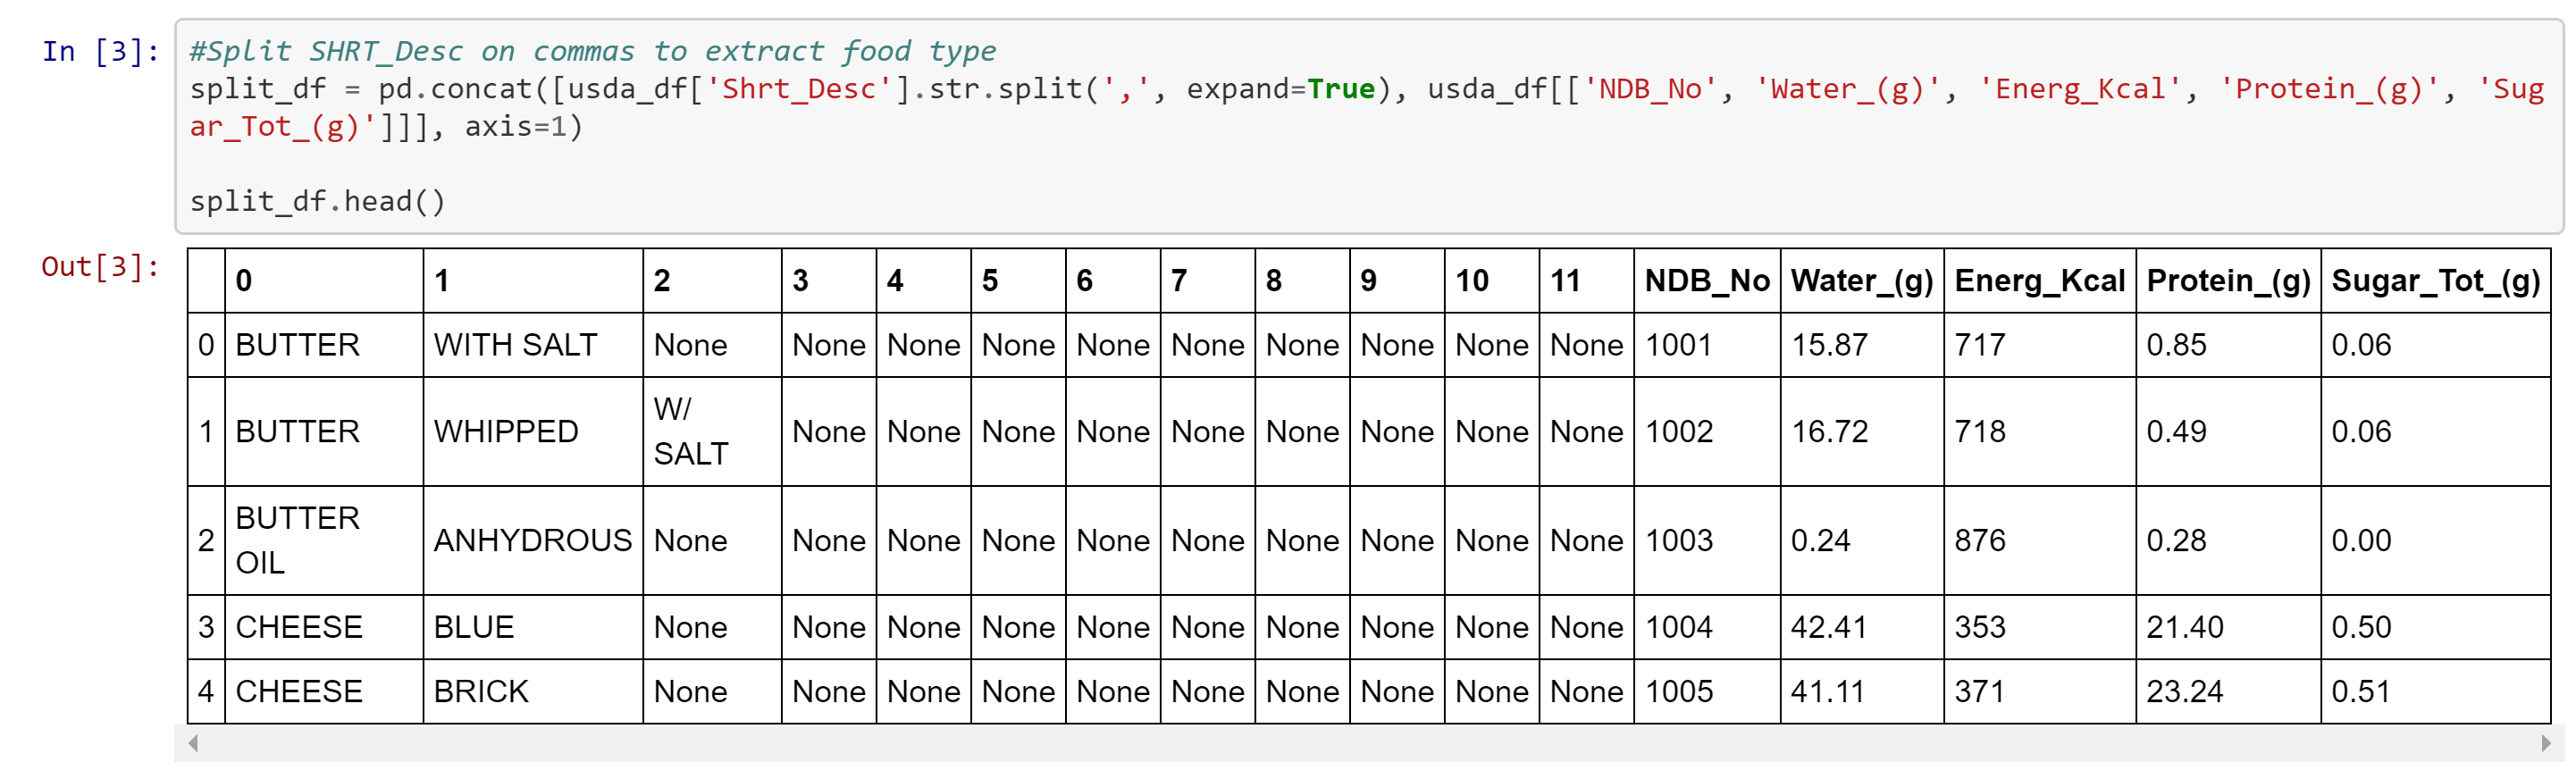 In [3]:
#Split SHRT_Desc on commas to extract food type
split_df = pd.concat([usda_df['Shrt_Desc'].str.split(',', expand=True), usda_df[['NDB_No', 'Water_(g)', 'Energ_Kcal', 'Protein_(g)', 'Sug
ar_Tot_(g)']]], axis=1)
split_df.head()
Out[3]:
0 1 2 3 4 5 6 7 8 9 10 11 NDB_No Water_(g) Energ_Kcal Protein_(g) Sugar_Tot_(g)
0 BUTTER WITH SALT None None None None None None None None None None 1001 15.87 717 0.85 0.06
1 BUTTER WHIPPED W/ SALT None None None None None None None None None 1002 16.72 718 0.49 0.06
2 BUTTER OIL ANHYDROUS None None None None None None None None None None 1003 0.24 876 0.28 0.00
3 CHEESE BLUE None None None None None None None None None None 1004 42.41 353 21.40 0.50
4 CHEESE BRICK None None None None None None None None None None 1005 41.11 371 23.24 0.51